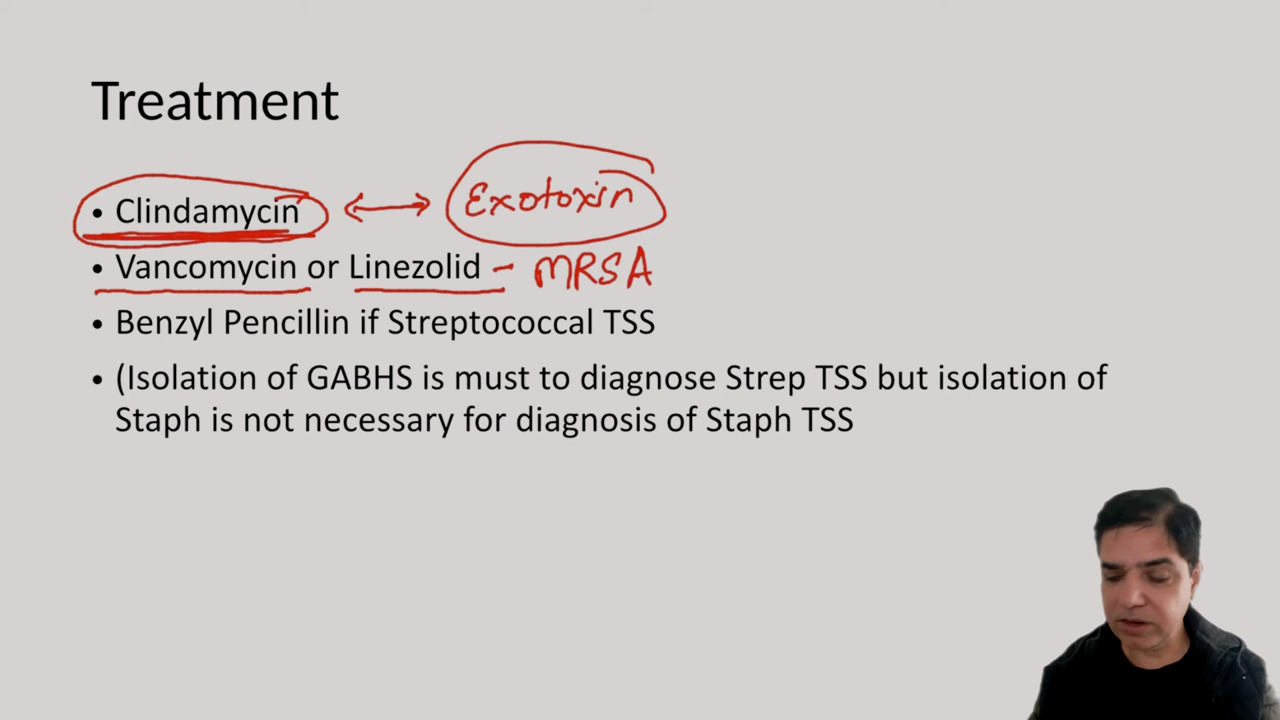 Treatment
• Clindamycin ↔ Exotoxin
• Vancomycin or Linezolid - MRSA
• Benzyl Pencillin if Streptococcal TSS
• (Isolation of GABHS is must to diagnose Strep TSS but isolation of
Staph is not necessary for diagnosis of Staph TSS